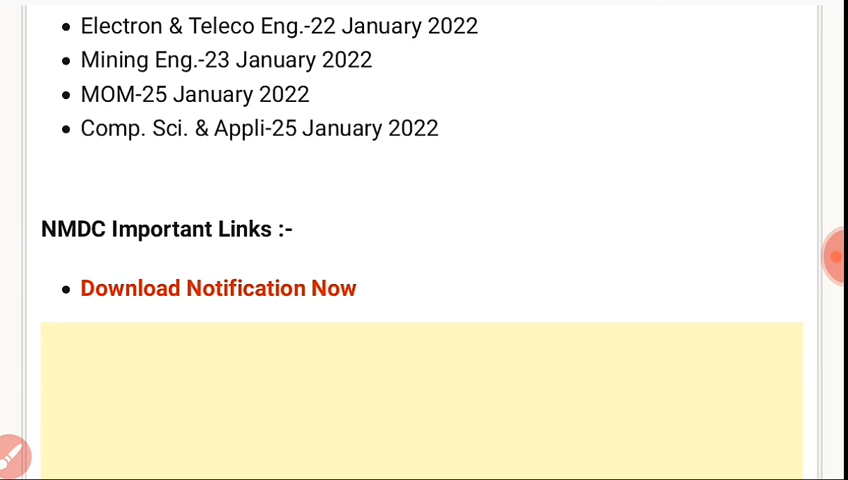 Electron & Teleco Eng.-22 January 2022
Mining Eng.-23 January 2022
MOM-25 January 2022
Comp. Sci. & Appli-25 January 2022
NMDC Important Links :-
Download Notification Now